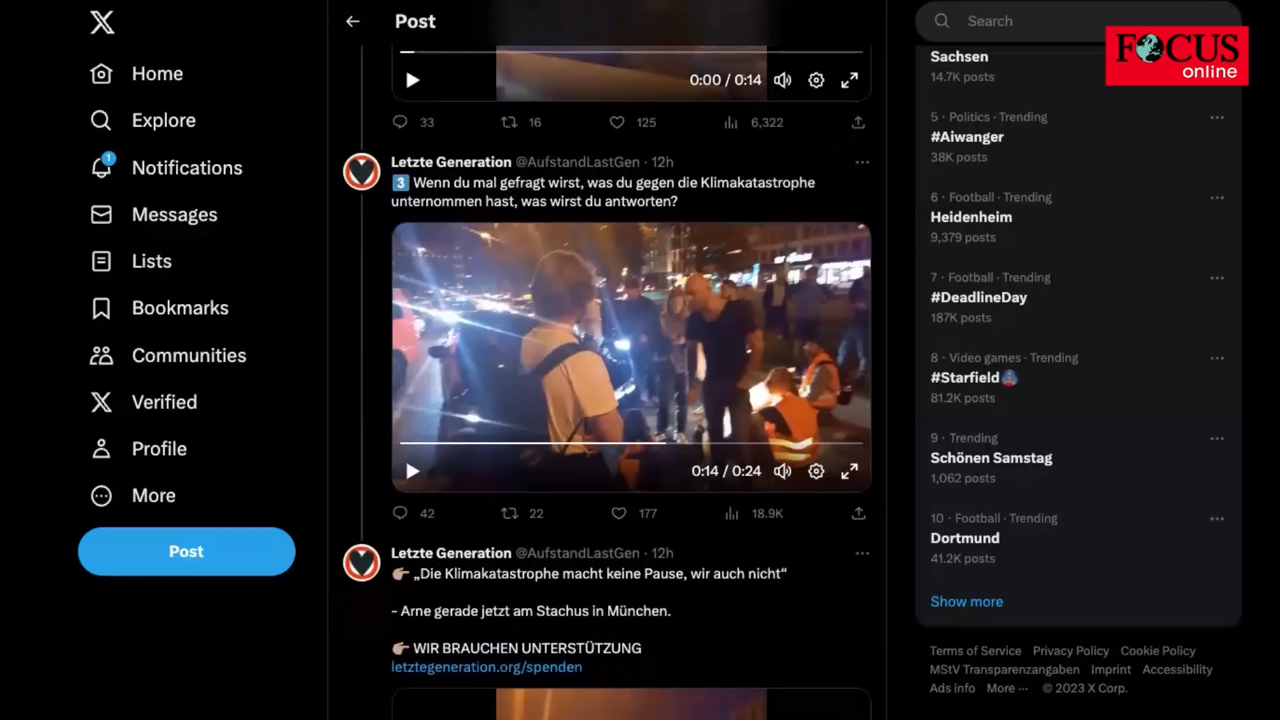 Home
Explore
Notifications
1
Messages
Lists
Bookmarks
Communities
Verified
Profile
More
Post
Post
0:00 / 0:14
33 16 125 6,322
Letzte Generation @AufstandLastGen · 12h
3 Wenn du mal gefragt wirst, was du gegen die Klimakatastrophe
unternommen hast, was wirst du antworten?
0:14 / 0:24
42 22 177 18.9K
Letzte Generation @AufstandLastGen · 12h
„Die Klimakatastrophe macht keine Pause, wir auch nicht“
- Arne gerade jetzt am Stachus in München.
WIR BRAUCHEN UNTERSTÜTZUNG
letztegeneration.org/spenden
Search
FOCUS
online
Sachsen
14.7K posts
5 · Politics · Trending
#Aiwanger
38K posts
6 · Football · Trending
Heidenheim
9,379 posts
7 · Football · Trending
#DeadlineDay
187K posts
8 · Video games · Trending
#Starfield
81.2K posts
9 · Trending
Schönen Samstag
1,062 posts
10 · Football · Trending
Dortmund
41.2K posts
Show more
Terms of Service Privacy Policy Cookie Policy
MStV Transparenzangaben Imprint Accessibility
Ads info More ··· © 2023 X Corp.